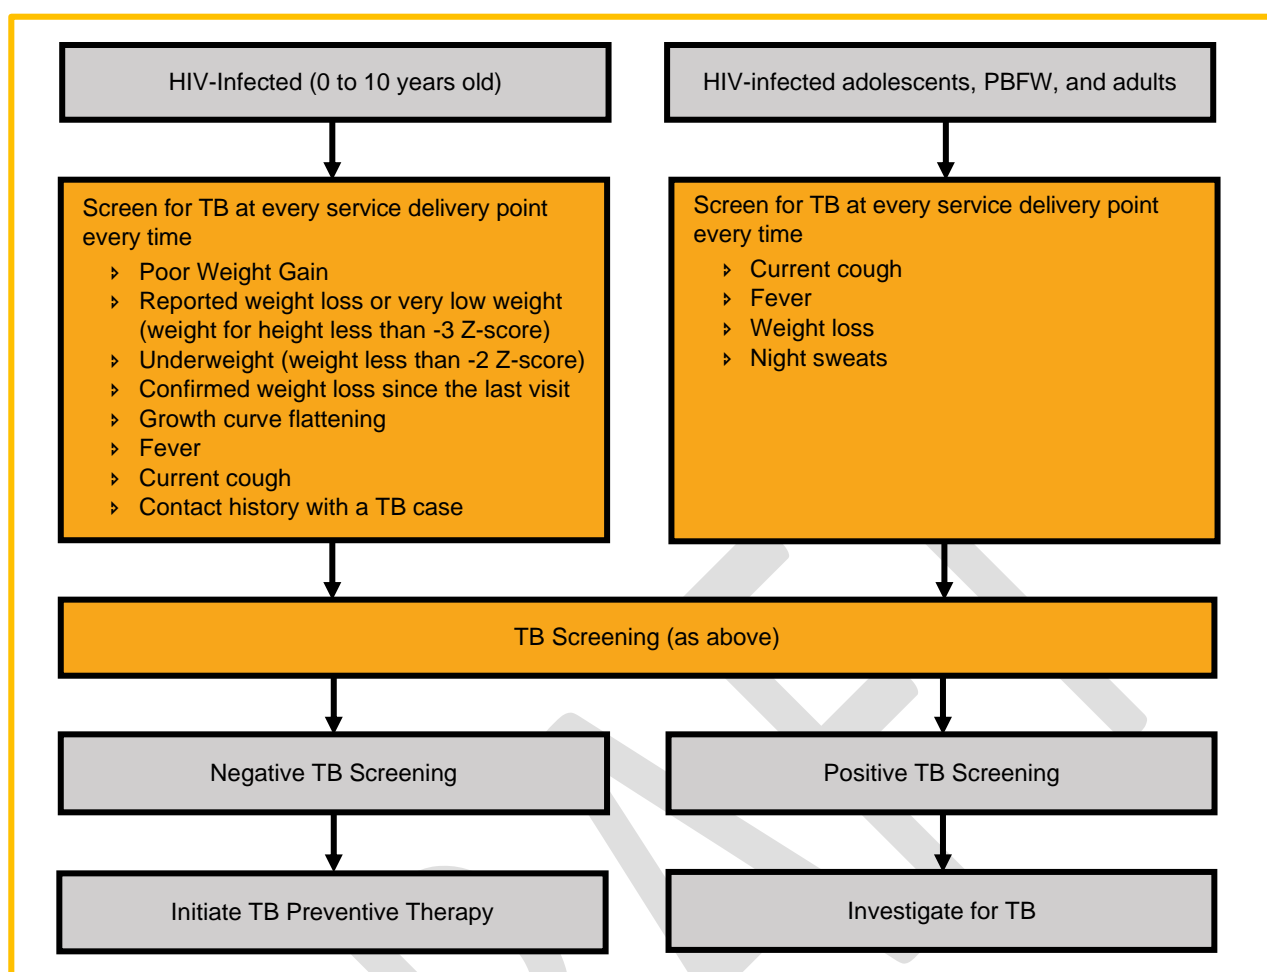 HIV-Infected (0 to 10 years old)
HIV-infected adolescents, PBFW, and adults
Screen for TB at every service delivery point
every time
Poor Weight Gain
Reported weight loss or very low weight
(weight for height less than -3 Z-score)
Underweight (weight less than -2 Z-score)
Confirmed weight loss since the last visit
Growth curve flattening
Fever
Current cough
Contact history with a TB case
Screen for TB at every service delivery point
every time
Current cough
Fever
Weight loss
Night sweats
TB Screening (as above)
Negative TB Screening
Positive TB Screening
Initiate TB Preventive Therapy
Investigate for TB